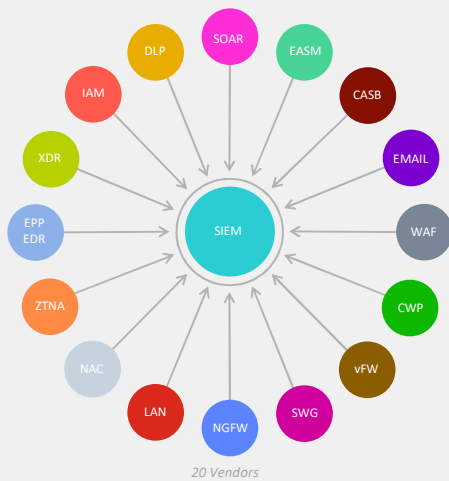 SOAR
DLP
EASM
IAM
CASB
XDR
EMAIL
EPP
EDR
SIEM
WAF
ZTNA
CWP
NAC
vFW
LAN
SWG
NGFW
20 Vendors